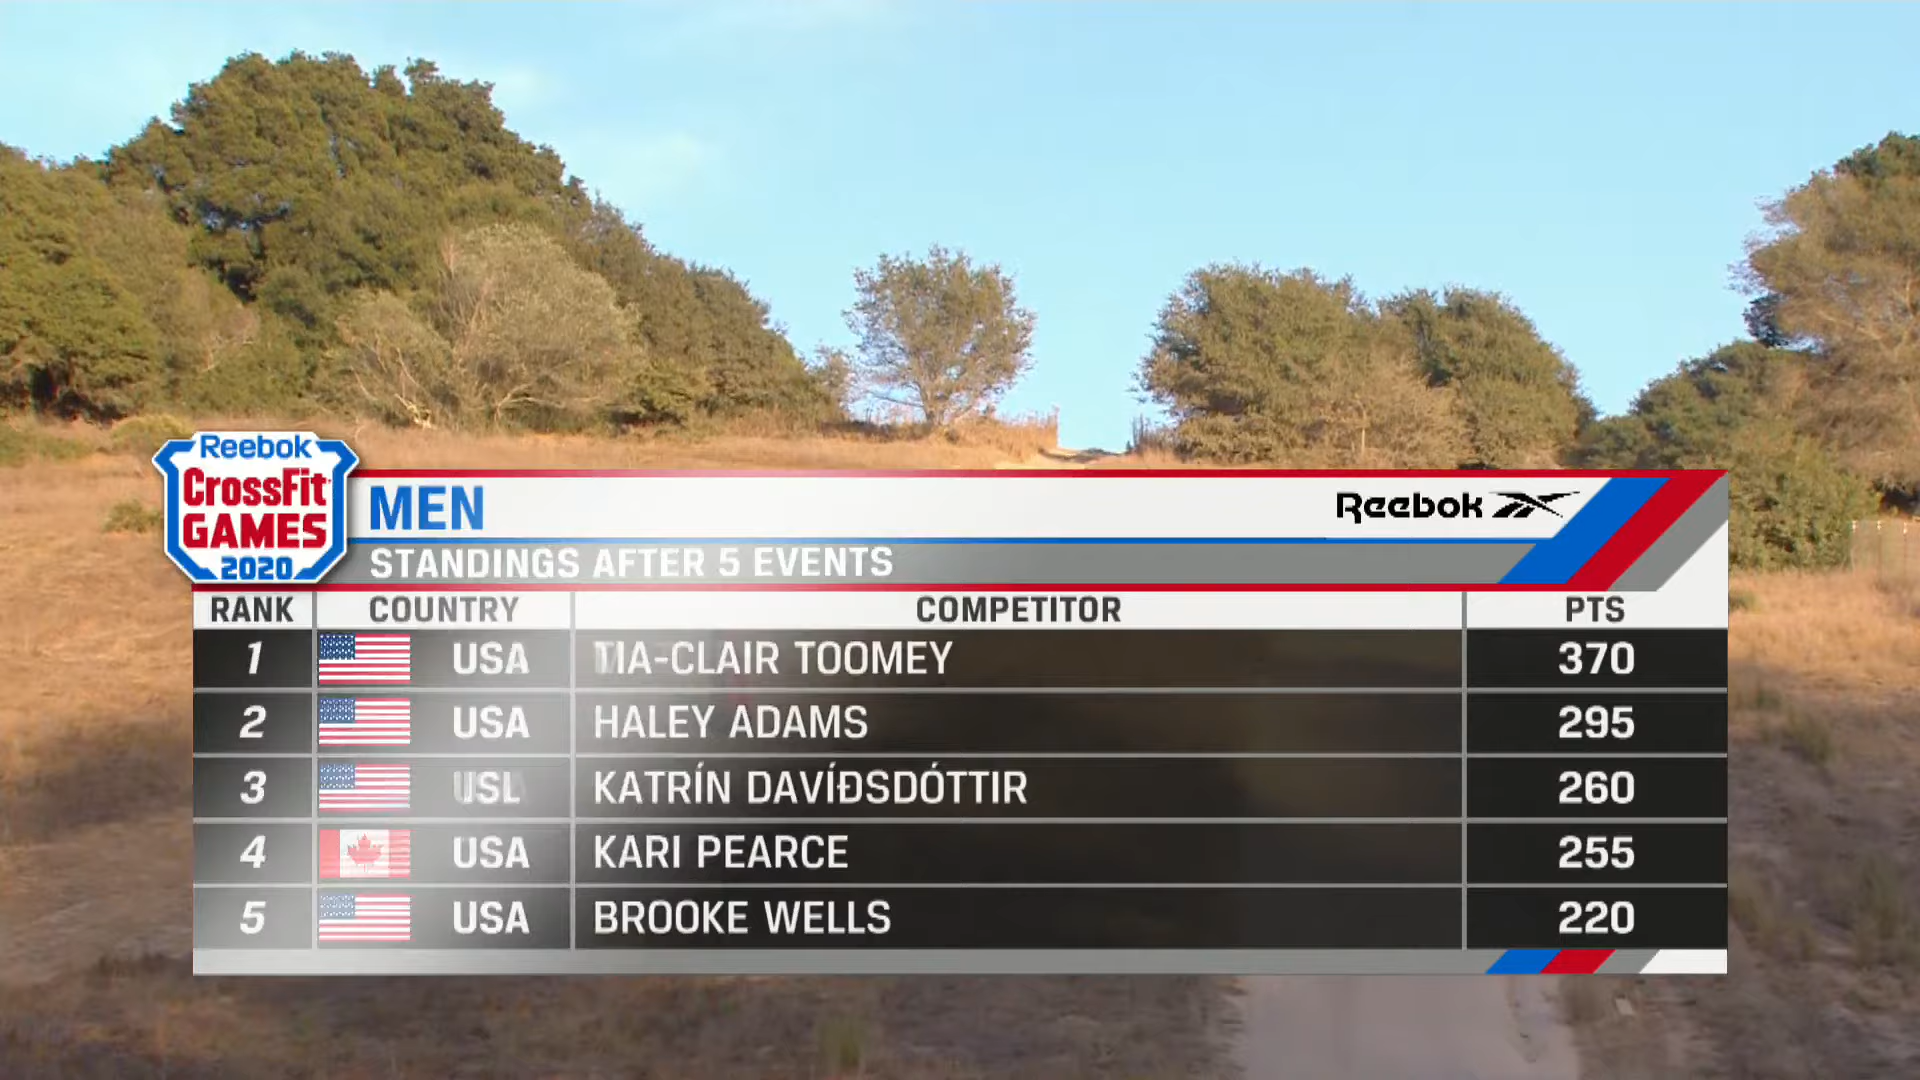 Reebok
CrossFit
GAMES
2020
MEN
Reebok
STANDINGS AFTER 5 EVENTS
RANK COUNTRY COMPETITOR PTS
1 USA TIA-CLAIR TOOMEY 370
2 USA HALEY ADAMS 295
3 KATRÍN DAVÍÐSDÓTTIR 260
4 USA KARI PEARCE 255
5 USA BROOKE WELLS 220